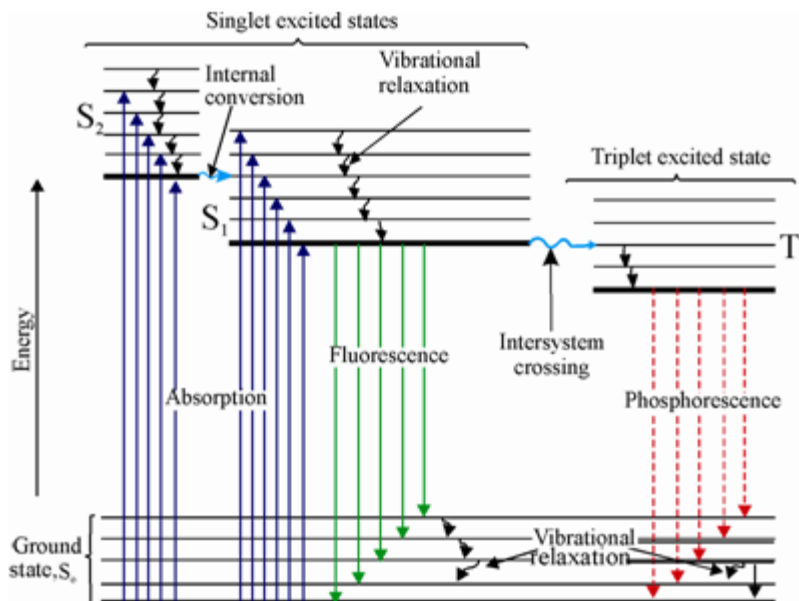 Singlet excited states
Internal
conversion
Vibrational
relaxation
S2
Triplet excited state
S1
T
Energy
Fluorescence
Intersystem
crossing
Absorption
Phosphorescence
Ground
state, So
Vibrational
relaxation